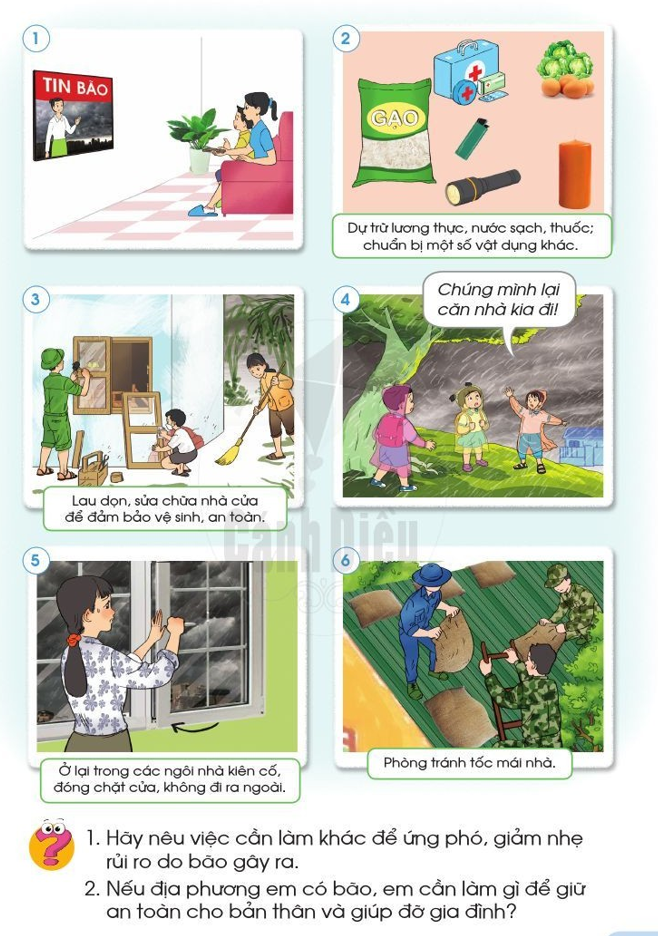 1
TIN BÃO
2
GẠO
Dự trữ lương thực, nước sạch, thuốc;
chuẩn bị một số vật dụng khác.
3
Lau dọn, sửa chữa nhà cửa
để đảm bảo vệ sinh, an toàn.
4
Chúng mình lại
căn nhà kia đi!
Cánh Diều
5
Ở lại trong các ngôi nhà kiên cố,
đóng chặt cửa, không đi ra ngoài.
6
Phòng tránh tốc mái nhà.
1. Hãy nêu việc cần làm khác để ứng phó, giảm nhẹ
rủi ro do bão gây ra.
2. Nếu địa phương em có bão, em cần làm gì để giữ
an toàn cho bản thân và giúp đỡ gia đình?